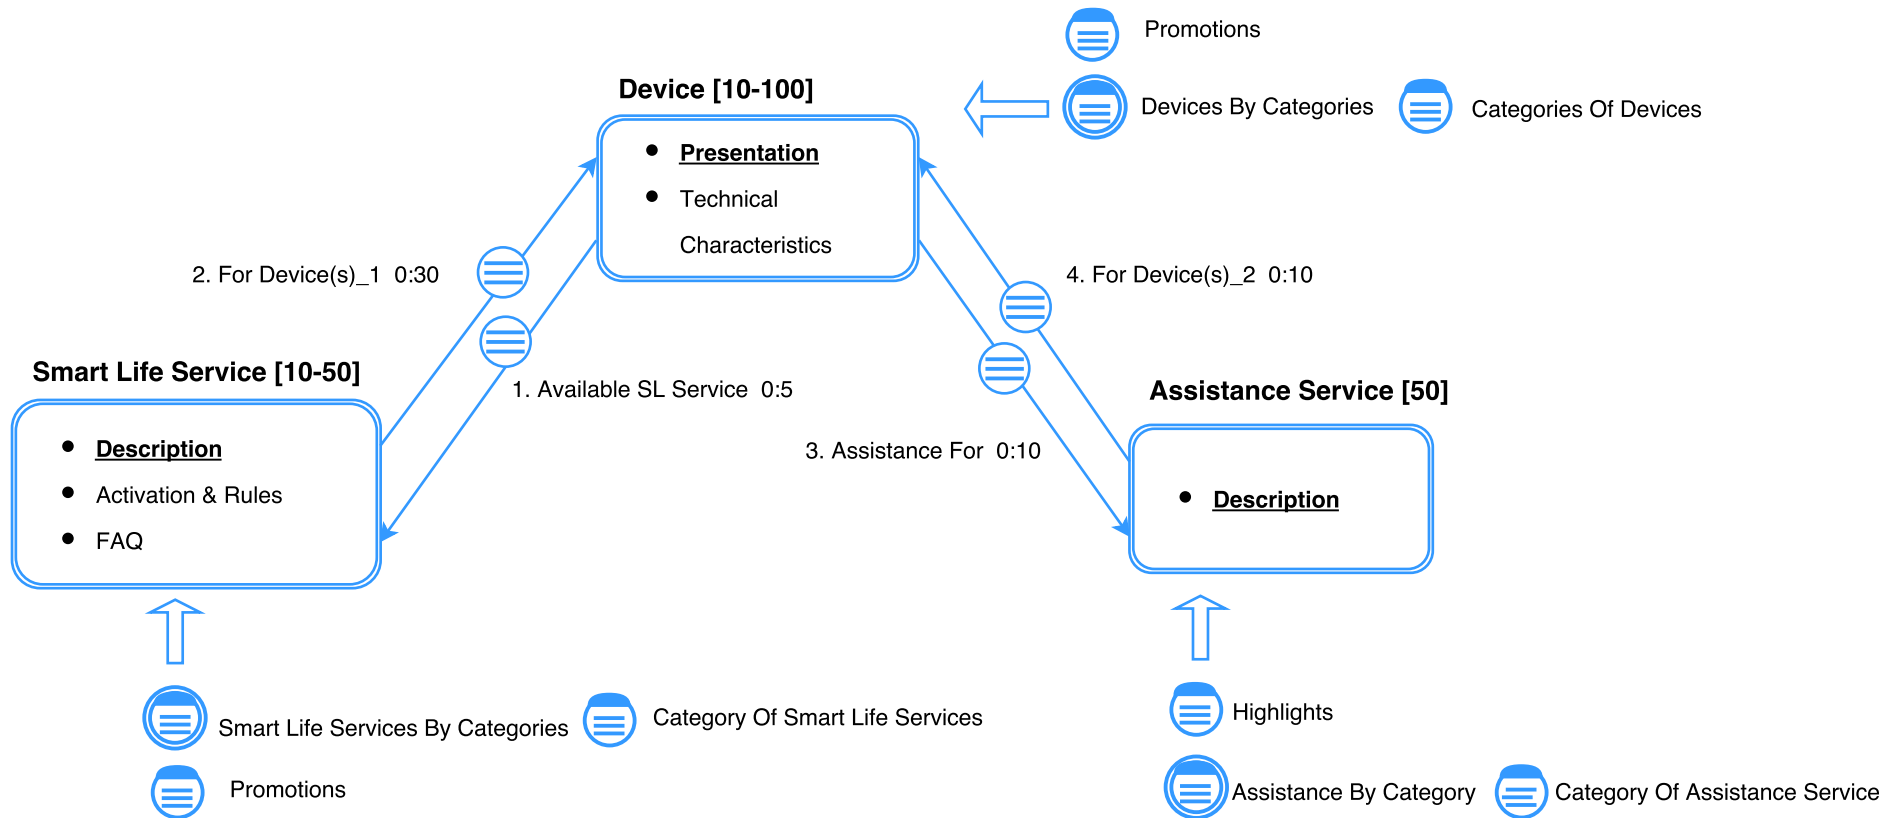 Promotions
Device [10-100]
Devices By Categories
Categories Of Devices
Presentation
Technical
Characteristics
2. For Device(s)_1 0:30
4. For Device(s)_2 0:10
Smart Life Service [10-50]
1. Available SL Service 0:5
Assistance Service [50]
Description
Activation & Rules
FAQ
3. Assistance For 0:10
Description
Smart Life Services By Categories
Category Of Smart Life Services
Promotions
Highlights
Assistance By Category
Category Of Assistance Service